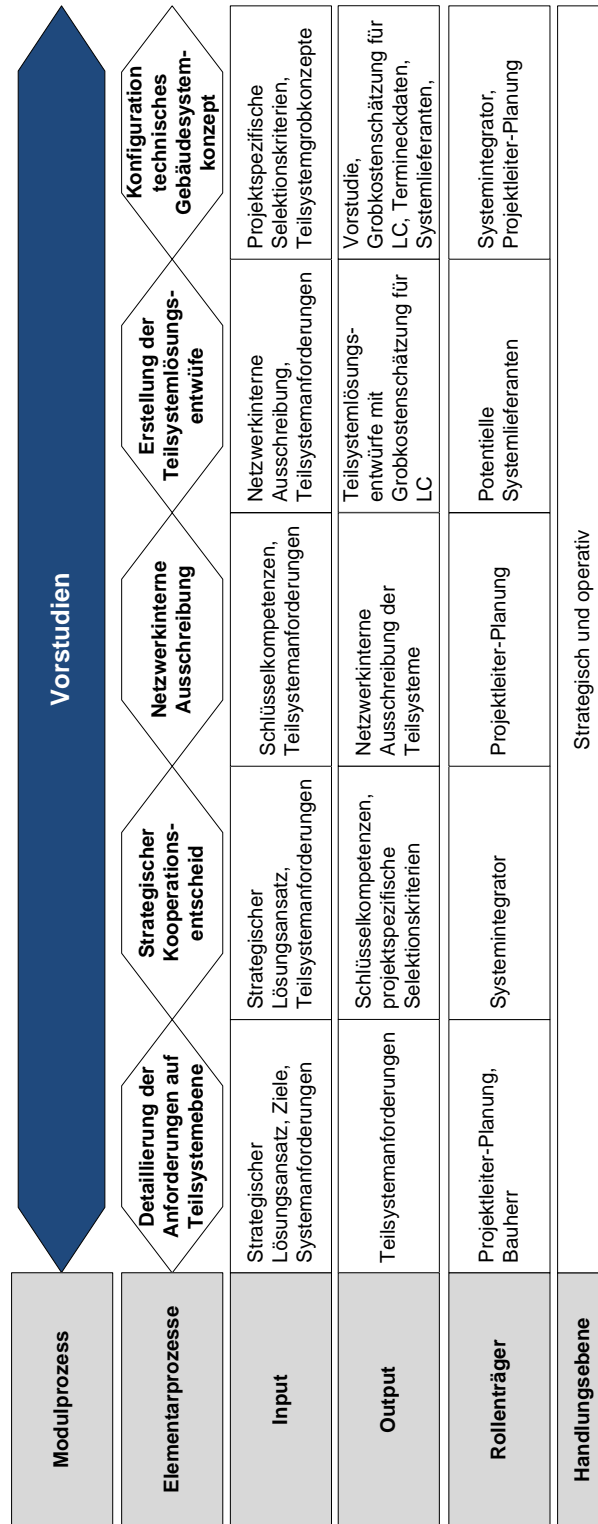 Modulprozess
Vorstudien
Elementarprozesse
Detaillierung der
Anforderungen auf
Teilsystemebene
Strategischer
Kooperations-
entscheid
Netzwerkinterne
Ausschreibung
Erstellung der
Teilsystemlösungs-
entwürfe
Konfiguration
technisches
Gebäudesystem-
konzept
Input
Strategischer
Lösungsansatz, Ziele,
Systemanforderungen
Strategischer
Lösungsansatz,
Teilsystemanforderungen
Schlüsselkompetenzen,
Teilsystemanforderungen
Netzwerkinterne
Ausschreibung,
Teilsystemanforderungen
Projektspezifische
Selektionskriterien,
Teilsystemgrobkonzepte
Output
Teilsystemanforderungen
Schlüsselkompetenzen,
projektspezifische
Selektionskriterien
Netzwerkinterne
Ausschreibung der
Teilsysteme
Teilsystemlösungs-
entwürfe mit
Grobkostenschätzung für
LC
Vorstudie,
Grobkostenschätzung für
LC, Termineckdaten,
Systemlieferanten,
Rollenträger
Projektleiter-Planung,
Bauherr
Systemintegrator
Projektleiter-Planung
Potentielle
Systemlieferanten
Systemintegrator,
Projektleiter-Planung
Handlungsebene
Strategisch und operativ